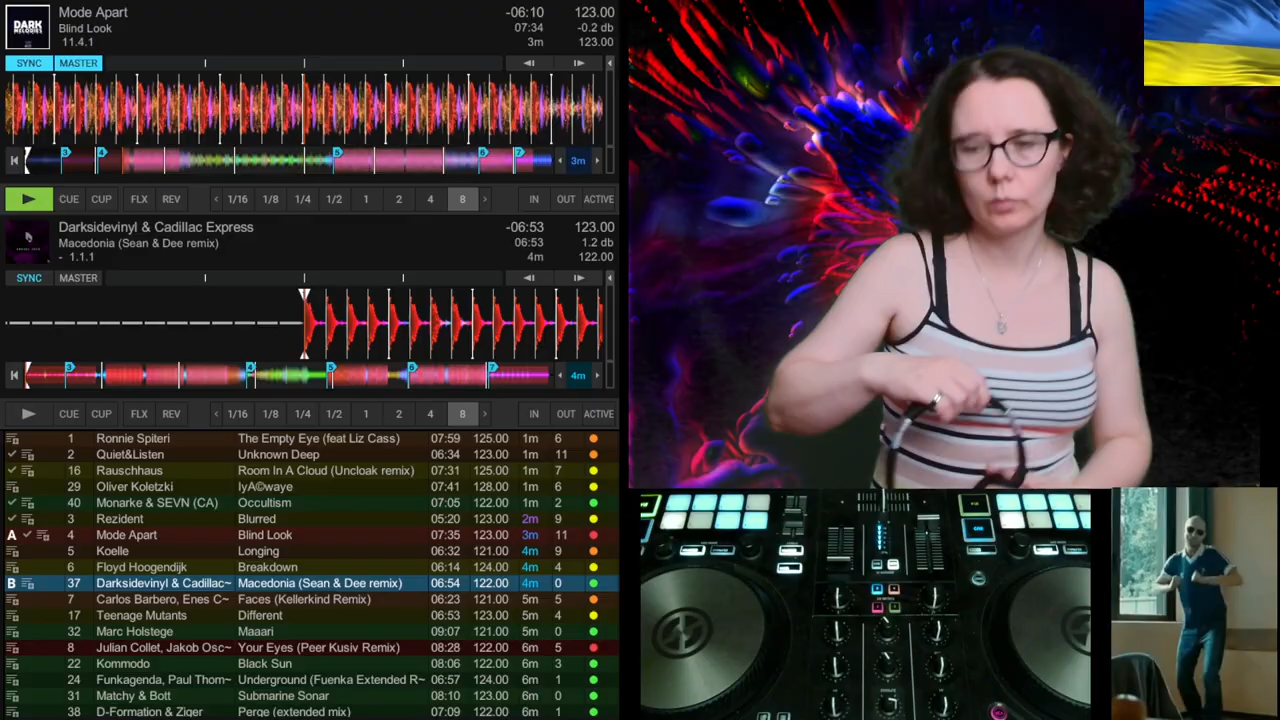 DARK
MELODIES
Mode Apart -06:10 123.00
Blind Look 07:34 -0.2 db
11.4.1 3m 123.00
SYNC MASTER
3 4 5 6 7 3m
CUE CUP FLX REV 1/16 1/8 1/4 1/2 1 2 4 8 IN OUT ACTIVE
Darksidevinyl & Cadillac Express -06:53 123.00
Macedonia (Sean & Dee remix) 06:53 1.2 db
- 1.1.1 4m 122.00
SYNC MASTER
3 4 5 6 7 4m
CUE CUP FLX REV 1/16 1/8 1/4 1/2 1 2 4 8 IN OUT ACTIVE
1 Ronnie Spiteri The Empty Eye (feat Liz Cass) 07:59 125.00 1m 6
2 Quiet&Listen Unknown Deep 06:34 122.00 1m 11
16 Rauschhaus Room In A Cloud (Uncloak remix) 07:31 125.00 1m 7
29 Oliver Koletzki IyA©waye 07:41 128.00 1m 6
40 Monarke & SEVN (CA) Occultism 07:05 122.00 1m 2
3 Rezident Blurred 05:20 123.00 2m 9
A 4 Mode Apart Blind Look 07:35 123.00 3m 11
5 Koelle Longing 06:32 121.00 4m 9
6 Floyd Hoogendijk Breakdown 06:14 124.00 4m 4
B 37 Darksidevinyl & Cadillac~ Macedonia (Sean & Dee remix) 06:54 122.00 4m 0
7 Carlos Barbero, Enes C~ Faces (Kellerkind Remix) 06:23 121.00 5m 5
17 Teenage Mutants Different 06:53 123.00 5m 4
32 Marc Holstege Maaari 09:07 121.00 5m 0
8 Julian Collet, Jakob Osc~ Your Eyes (Peer Kusiv Remix) 08:28 122.00 6m 5
22 Kommodo Black Sun 08:06 122.00 6m 3
24 Funkagenda, Paul Thom~ Underground (Fuenka Extended R~ 06:57 124.00 6m 1
31 Matchy & Bott Submarine Sonar 08:10 123.00 6m 0
38 D-Formation & Ziger Perge (extended mix) 07:09 122.00 6m 1